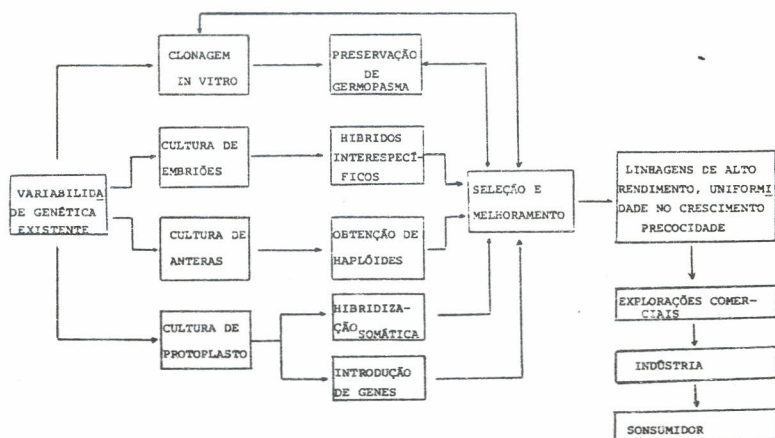 CLONAGEM
IN VITRO
PRESERVAÇÃO
DE
GERMOPASMA
CULTURA DE
EMBRIÕES
HIBRIDOS
INTERESPECÍ-
FICOS
VARIABILIDA
DE GENÉTICA
EXISTENTE
CULTURA DE
ANTERAS
OBTENÇÃO DE
HAPLÓIDES
CULTURA DE
PROTOPLASTO
HIBRIDIZA-
ÇÃO SOMÁTICA
INTRODUÇÃO
DE GENES
SELEÇÃO E
MELHORAMENTO
LINHAGENS DE ALTO
RENDIMENTO, UNIFORMI
DADE NO CRESCIMENTO
PRECOCIDADE
EXPLORAÇÕES COMER-
CIAIS
INDÚSTRIA
SONSUMIDOR